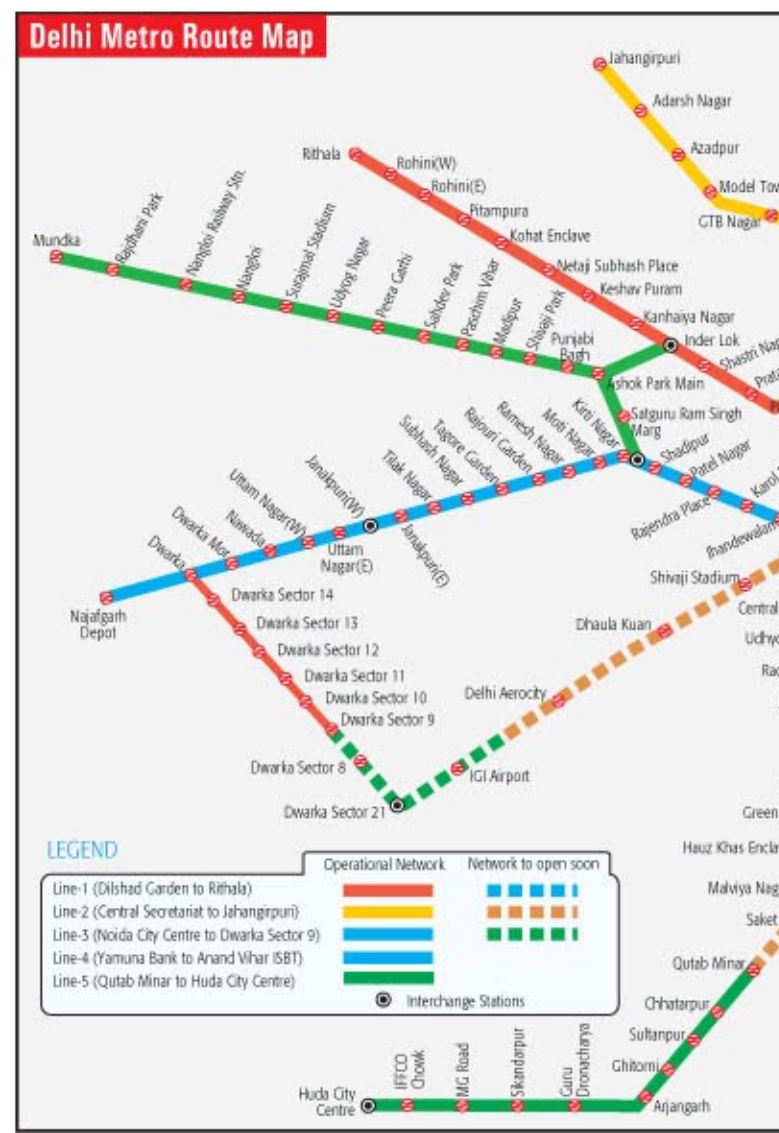 Delhi Metro Route Map
Jahangirpuri
Adarsh Nagar
Azadpur
Model Tow
GTB Nagar
Rithala
Rohini(W)
Rohini(E)
Pitampura
Kohat Enclave
Netaji Subhash Place
Keshav Puram
Kanhaiya Nagar
Inder Lok
Shastri Nag
Prata
Mundka
Rajdhani Park
Nangloi Railway Stn.
Nangloi
Surajmal Stadium
Udyog Nagar
Peera Garhi
Sahdev Park
Paschim Vihar
Madipur
Shivaji Park
Punjabi
Bagh
Ashok Park Main
Satguru Ram Singh
Marg
Kirti Nagar
Moti Nagar
Ramesh Nagar
Rajouri Garden
Tagore Garden
Subhash Nagar
Tilak Nagar
Janakpuri(E)
Janakpuri(W)
Uttam
Nagar(E)
Uttam Nagar(W)
Nawada
Dwarka Mor
Dwarka
Najafgarh
Depot
Shadipur
Patel Nagar
Rajendra Place
Karol
Jhandewalan
Shivaji Stadium
Central
Udhyo
Rac
Dhaula Kuan
Delhi Aerocity
IGI Airport
Dwarka Sector 14
Dwarka Sector 13
Dwarka Sector 12
Dwarka Sector 11
Dwarka Sector 10
Dwarka Sector 9
Dwarka Sector 8
Dwarka Sector 21
Green
Hauz Khas Encla
Malviya Nag
Saket
Qutab Minar
Chhatarpur
Sultanpur
Ghitorni
Arjangarh
Guru
Dronacharya
Sikandarpur
MG Road
IFFCO
Chowk
Huda City
Centre
LEGEND
Operational Network
Network to open soon
Line-1 (Dilshad Garden to Rithala)
Line-2 (Central Secretariat to Jahangirpuri)
Line-3 (Noida City Centre to Dwarka Sector 9)
Line-4 (Yamuna Bank to Anand Vihar ISBT)
Line-5 (Qutab Minar to Huda City Centre)
Interchange Stations